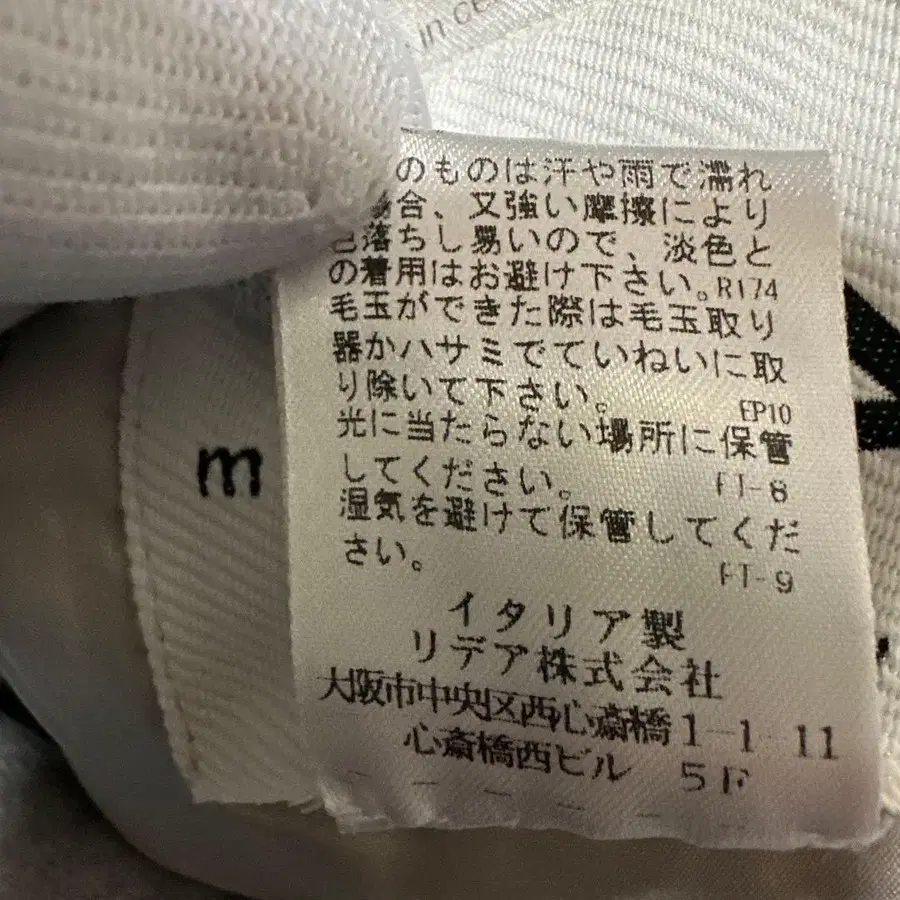 in ce
のものは汗や雨で濡れ
場合、又強い摩擦により
色落ちし易いので、淡色と
の着用はお避け下さい。R174
毛玉ができた際は毛玉取り
器かハサミでていねいに取
り除いて下さい。 EP10
光に当たらない場所に保管
してください。 FT-8
湿気を避けて保管してくだ
さい。 FT-9
m
イタリア製
リデア株式会社
大阪市中央区西心斎橋1-1-11
心斎橋西ビル 5F